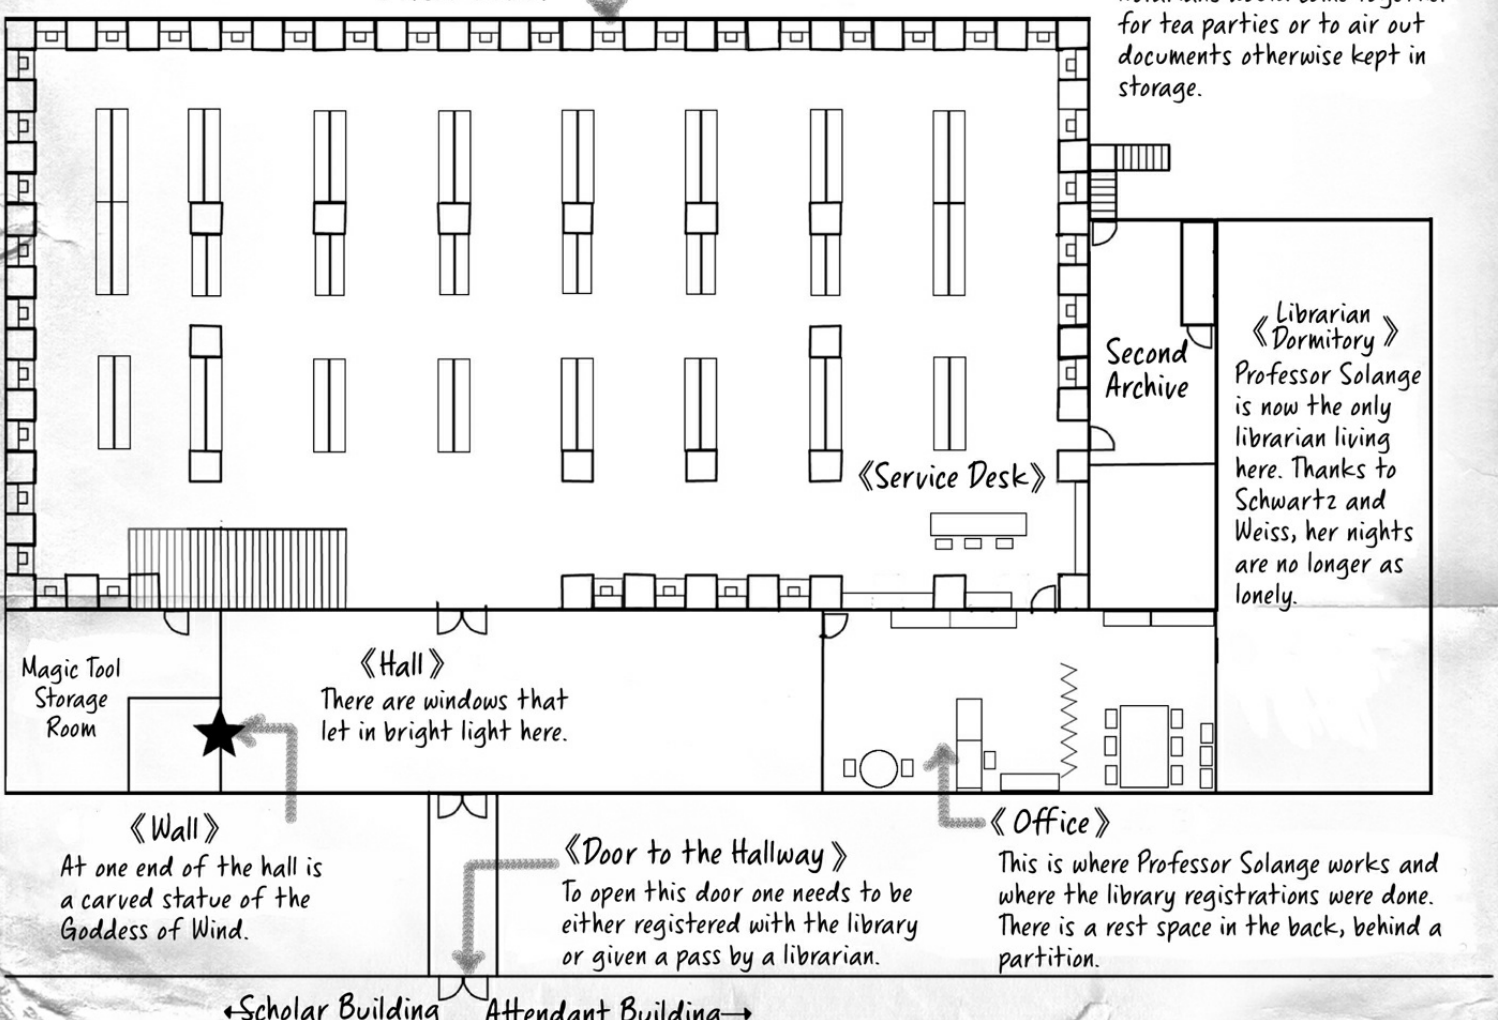 for tea parties or to air out
documents otherwise kept in
storage.
Second
Archive
《Librarian
Dormitory》
Professor Solange
is now the only
librarian living
here. Thanks to
Schwartz and
Weiss, her nights
are no longer as
lonely.
《Service Desk》
Magic Tool
Storage
Room
《Hall》
There are windows that
let in bright light here.
《Wall》
At one end of the hall is
a carved statue of the
Goddess of Wind.
《Door to the Hallway》
To open this door one needs to be
either registered with the library
or given a pass by a librarian.
《Office》
This is where Professor Solange works and
where the library registrations were done.
There is a rest space in the back, behind a
partition.
←Scholar Building
Attendant Building→